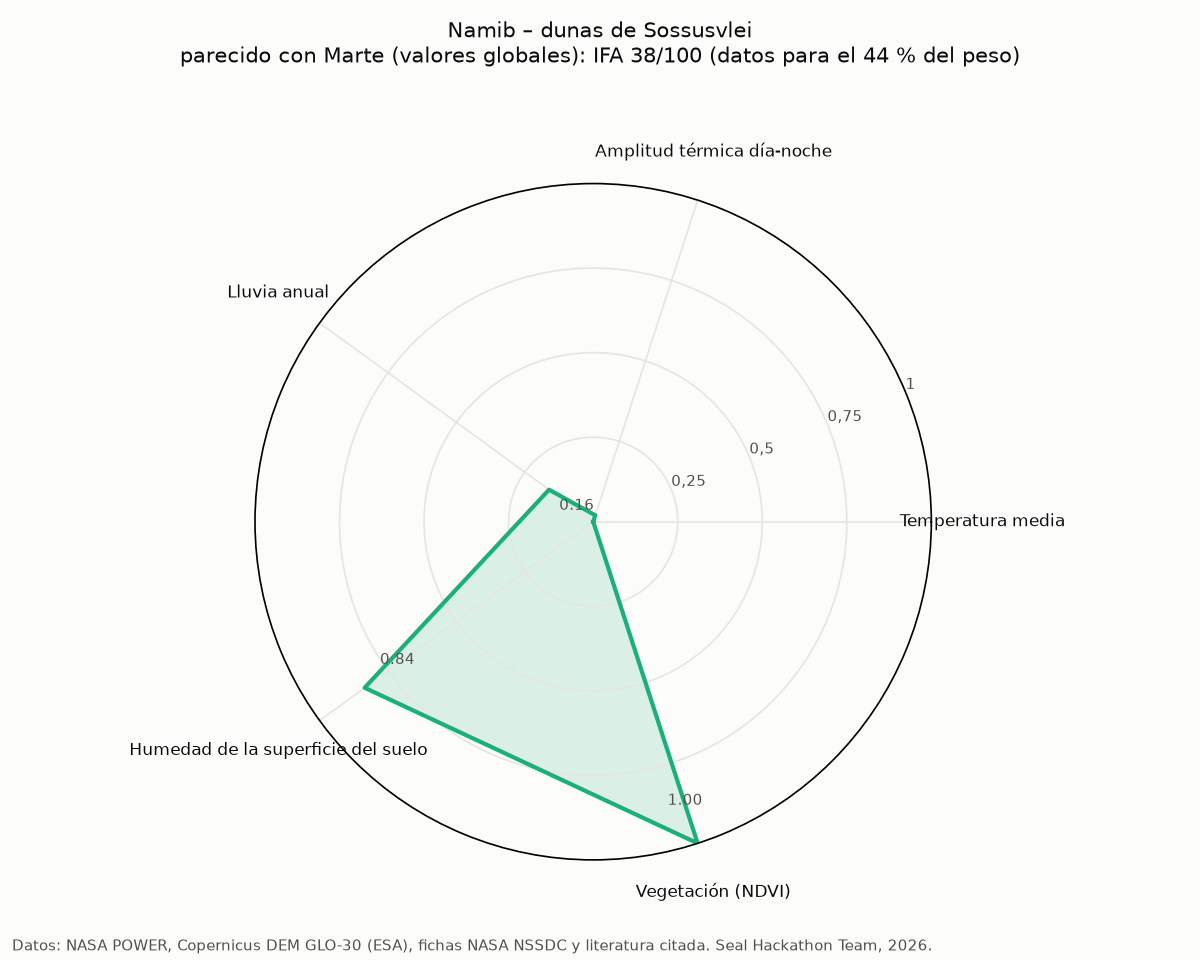 Namib – dunas de Sossusvlei
parecido con Marte (valores globales): IFA 38/100 (datos para el 44 % del peso)
Amplitud térmica día-noche
Lluvia anual
1
0,75
0,5
0,25
0.16
Temperatura media
0.84
Humedad de la superficie del suelo
1.00
Vegetación (NDVI)
Datos: NASA POWER, Copernicus DEM GLO-30 (ESA), fichas NASA NSSDC y literatura citada. Seal Hackathon Team, 2026.